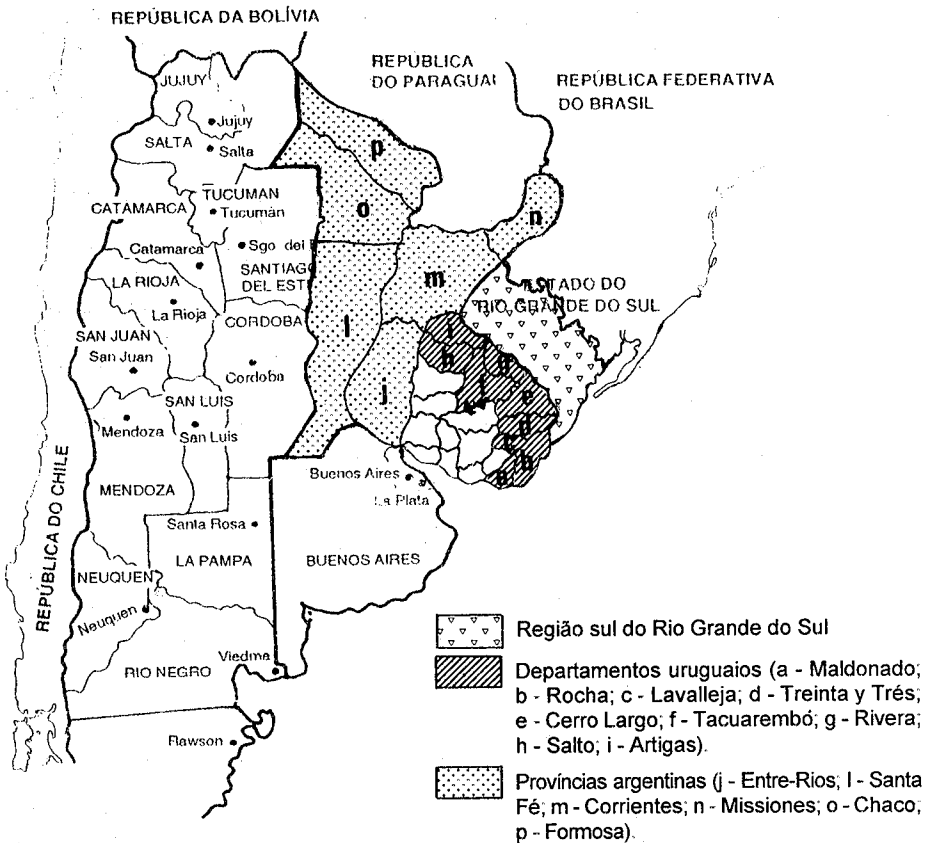 REPÚBLICA DA BOLÍVIA
REPÚBLICA
DO PARAGUAI
REPÚBLICA FEDERATIVA
DO BRASIL
JUJUY
Jujuy
SALTA
Salta
p
TUCUMAN
Tucumán
CATAMARCA
o
n
Catamarca
Sgo del
SANTIAGO
DEL EST
m
ESTADO DO
RIO GRANDE DO SUL
LA RIOJA
La Rioja
CORDOBA
l
i
SAN JUAN
San Juan
Cordoba
h
g
f
e
j
SAN LUIS
San Luis
Mendoza
d
c
b
a
MENDOZA
Buenos Aires
La Plata
REPÚBLICA DO CHILE
Santa Rosa
LA PAMPA
BUENOS AIRES
NEUQUEN
Neuquen
RIO NEGRO
Viedma
Rawson
Região sul do Rio Grande do Sul
Departamentos uruguaios (a - Maldonado;
b - Rocha; c - Lavalleja; d - Treinta y Trés;
e - Cerro Largo; f - Tacuarembó; g - Rivera;
h - Salto; i - Artigas).
Províncias argentinas (j - Entre-Rios; l - Santa
Fé; m - Corrientes; n - Missiones; o - Chaco;
p - Formosa).